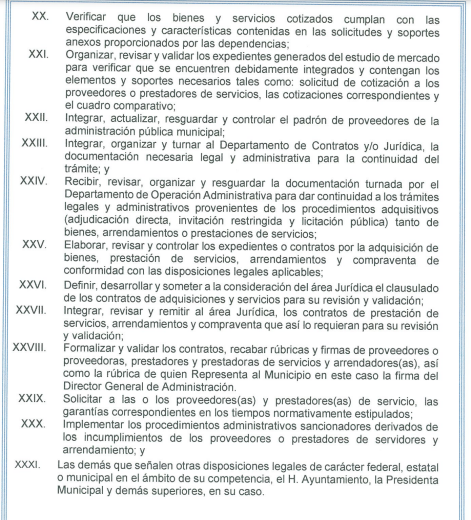 XX. Verificar que los bienes y servicios cotizados cumplan con las
especificaciones y características contenidas en las solicitudes y soportes
anexos proporcionados por las dependencias;
XXI. Organizar, revisar y validar los expedientes generados del estudio de mercado
para verificar que se encuentren debidamente integrados y contengan los
elementos y soportes necesarios tales como: solicitud de cotización a los
proveedores o prestadores de servicios, las cotizaciones correspondientes y
el cuadro comparativo;
XXII. Integrar, actualizar, resguardar y controlar el padrón de proveedores de la
administración pública municipal;
XXIII. Integrar, organizar y turnar al Departamento de Contratos y/o Jurídica, la
documentación necesaria legal y administrativa para la continuidad del
trámite; y
XXIV. Recibir, revisar, organizar y resguardar la documentación turnada por el
Departamento de Operación Administrativa para dar continuidad a los trámites
legales y administrativos provenientes de los procedimientos adquisitivos
(adjudicación directa, invitación restringida y licitación pública) tanto de
bienes, arrendamientos o prestaciones de servicios;
XXV. Elaborar, revisar y controlar los expedientes o contratos por la adquisición de
bienes, prestación de servicios, arrendamientos y compraventa de
conformidad con las disposiciones legales aplicables;
XXVI. Definir, desarrollar y someter a la consideración del área Jurídica el clausulado
de los contratos de adquisiciones y servicios para su revisión y validación;
XXVII. Integrar, revisar y remitir al área Jurídica, los contratos de prestación de
servicios, arrendamientos y compraventa que así lo requieran para su revisión
y validación;
XXVIII. Formalizar y validar los contratos, recabar rúbricas y firmas de proveedores o
proveedoras, prestadores y prestadoras de servicios y arrendadores(as), así
como la rúbrica de quien Representa al Municipio en este caso la firma del
Director General de Administración.
XXIX. Solicitar a las o los proveedores(as) y prestadores(as) de servicio, las
garantías correspondientes en los tiempos normativamente estipulados;
XXX. Implementar los procedimientos administrativos sancionadores derivados de
los incumplimientos de los proveedores o prestadores de servidores y
arrendamiento; y
XXXI. Las demás que señalen otras disposiciones legales de carácter federal, estatal
o municipal en el ámbito de su competencia, el H. Ayuntamiento, la Presidenta
Municipal y demás superiores, en su caso.